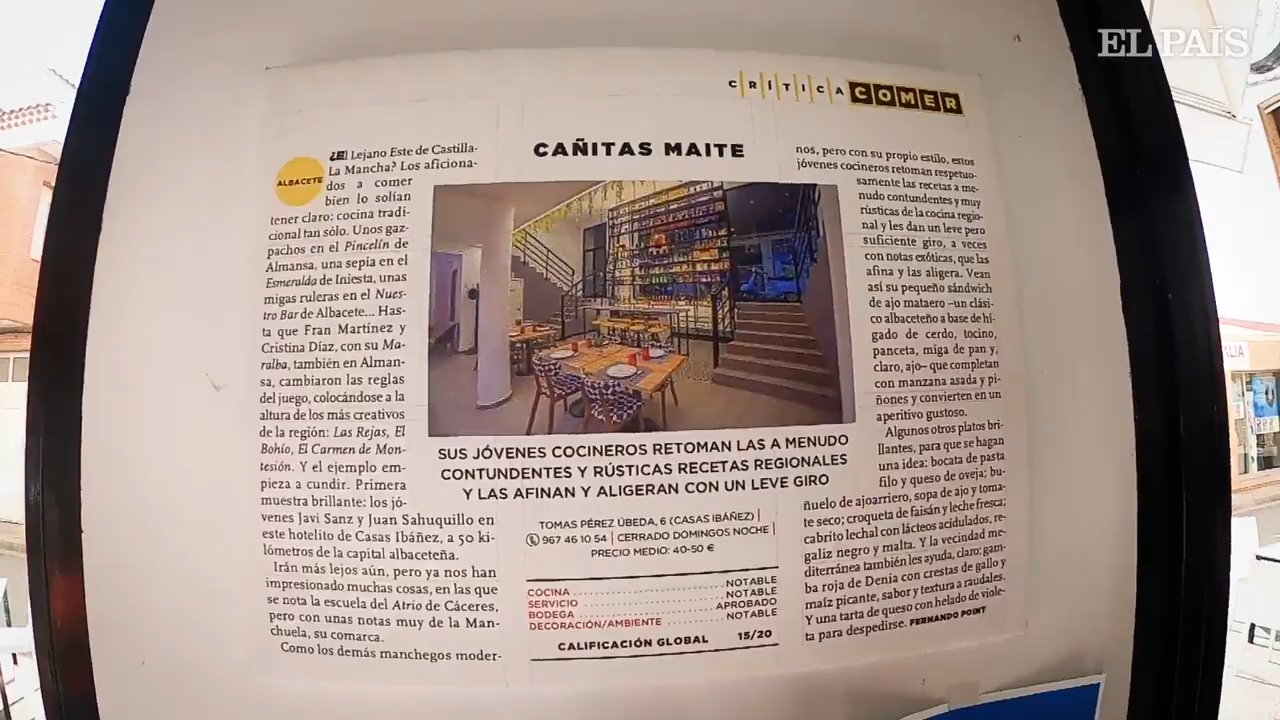 EL PAÍS
CRÍTICA COMER
CAÑITAS MAITE
ALBACETE
¿El Lejano Este de Castilla-
La Mancha? Los aficiona-
dos a comer
bien lo solían
tener claro: cocina tradi-
cional tan sólo. Unos gaz-
pachos en el Pincelín de
Almansa, una sepia en el
Esmeralda de Iniesta, unas
migas ruleras en el Nues-
tro Bar de Albacete... Has-
ta que Fran Martínez y
Cristina Díaz, con su Ma-
ralba, también en Alman-
sa, cambiaron las reglas
del juego, colocándose a la
altura de los más creativos
de la región: Las Rejas, El
Bohío, El Carmen de Mon-
tesión. Y el ejemplo em-
pieza a cundir. Primera
muestra brillante: los jó-
venes Javi Sanz y Juan Sahuquillo en
este hotelito de Casas Ibáñez, a 50 ki-
lómetros de la capital albaceteña.
Irán más lejos aún, pero ya nos han
impresionado muchas cosas, en las que
se nota la escuela del Atrio de Cáceres,
pero con unas notas muy de la Man-
chuela, su comarca.
Como los demás manchegos moder-
SUS JÓVENES COCINEROS RETOMAN LAS A MENUDO
CONTUNDENTES Y RÚSTICAS RECETAS REGIONALES
Y LAS AFINAN Y ALIGERAN CON UN LEVE GIRO
TOMAS PÉREZ ÚBEDA, 6 (CASAS IBÁÑEZ) |
967 46 10 54 | CERRADO DOMINGOS NOCHE |
PRECIO MEDIO: 40-50 €
COCINA ........ NOTABLE
SERVICIO ........ NOTABLE
BODEGA ........ APROBADO
DECORACIÓN/AMBIENTE ........ NOTABLE
CALIFICACIÓN GLOBAL 15/20
nos, pero con su propio estilo, estos
jóvenes cocineros retoman respetuo-
samente las recetas a me-
nudo contundentes y muy
rústicas de la cocina regio-
nal y les dan un leve pero
suficiente giro, a veces
con notas exóticas, que las
afina y las aligera. Vean
así su pequeño sándwich
de ajo mataero –un clási-
co albaceteño a base de hí-
gado de cerdo, tocino,
panceta, miga de pan y,
claro, ajo– que completan
con manzana asada y pi-
ñones y convierten en un
aperitivo gustoso.
Algunos otros platos bri-
llantes, para que se hagan
una idea: bocata de pasta
filo y queso de oveja; bu-
ñuelo de ajoarriero, sopa de ajo y toma-
te seco; croqueta de faisán y leche fresca;
cabrito lechal con lácteos acidulados, re-
galiz negro y malta. Y la vecindad me-
diterránea también les ayuda, claro: gam-
ba roja de Denia con crestas de gallo y
maíz picante, sabor y textura a raudales.
Y una tarta de queso con helado de viole-
ta para despedirse. FERNANDO POINT